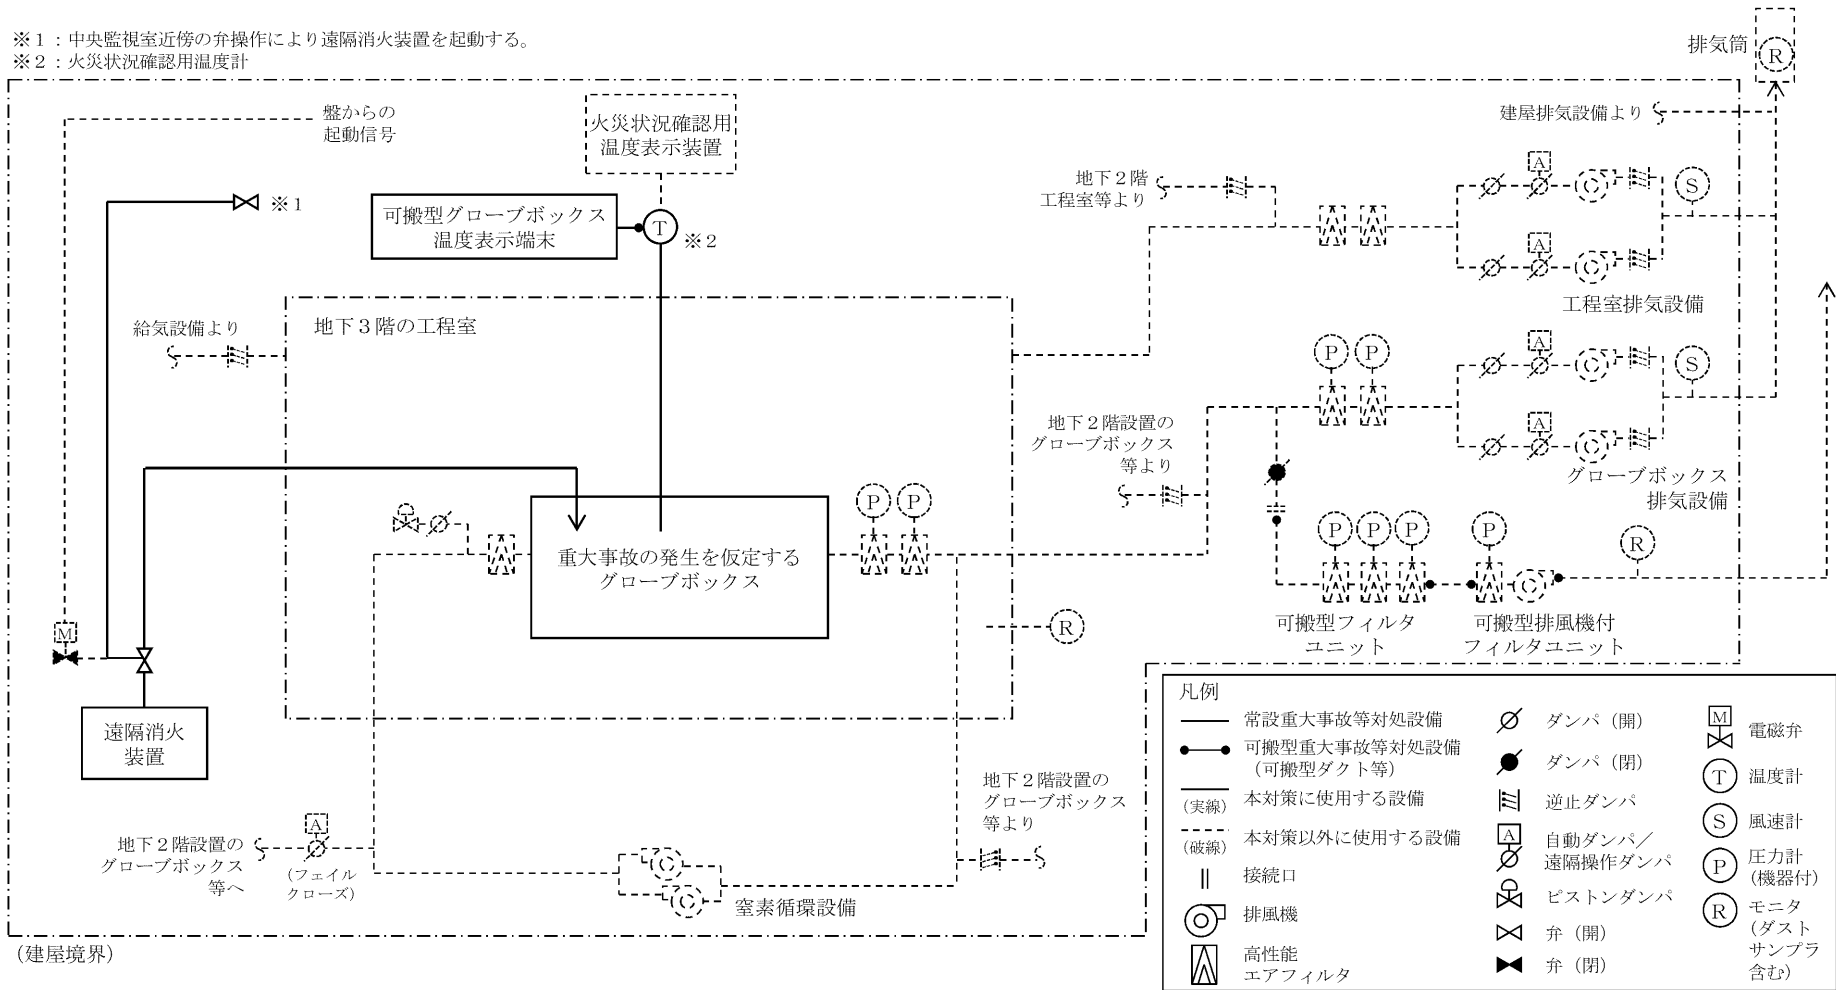 ※１：中央監視室近傍の弁操作により遠隔消火装置を起動する。
※２：火災状況確認用温度計
排気筒
R
盤からの
起動信号
火災状況確認用
温度表示装置
建屋排気設備より
※１
可搬型グローブボックス
温度表示端末
T
※２
地下２階
工程室等より
A
S
A
工程室排気設備
給気設備より
地下３階の工程室
P
P
A
S
地下２階設置の
グローブボックス
等より
A
グローブボックス
排気設備
重大事故の発生を仮定する
グローブボックス
P
P
P
P
P
P
R
可搬型フィルタ
ユニット
可搬型排風機付
フィルタユニット
R
M
遠隔消火
装置
地下２階設置の
グローブボックス
等より
地下２階設置の
グローブボックス
等へ
A
（フェイル
クローズ）
窒素循環設備
（建屋境界）
凡例
常設重大事故等対処設備
可搬型重大事故等対処設備
（可搬型ダクト等）
（実線）
本対策に使用する設備
（破線）
本対策以外に使用する設備
接続口
排風機
高性能
エアフィルタ
ダンパ（開）
ダンパ（閉）
逆止ダンパ
A
自動ダンパ／
遠隔操作ダンパ
ピストンダンパ
弁（開）
弁（閉）
M
電磁弁
T
温度計
S
風速計
P
圧力計
（機器付）
R
モニタ
（ダスト
サンプラ
含む）